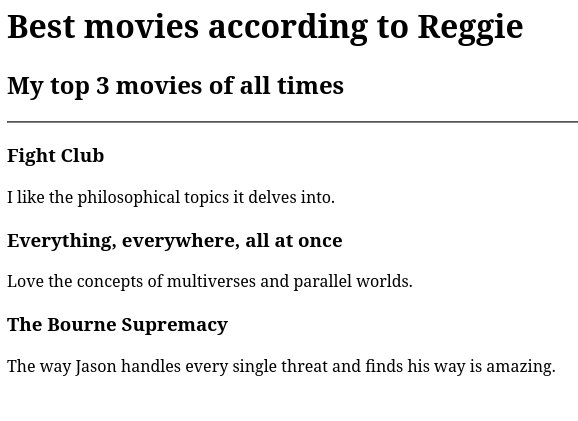 Best movies according to Reggie
My top 3 movies of all times
Fight Club
I like the philosophical topics it delves into.
Everything, everywhere, all at once
Love the concepts of multiverses and parallel worlds.
The Bourne Supremacy
The way Jason handles every single threat and finds his way is amazing.